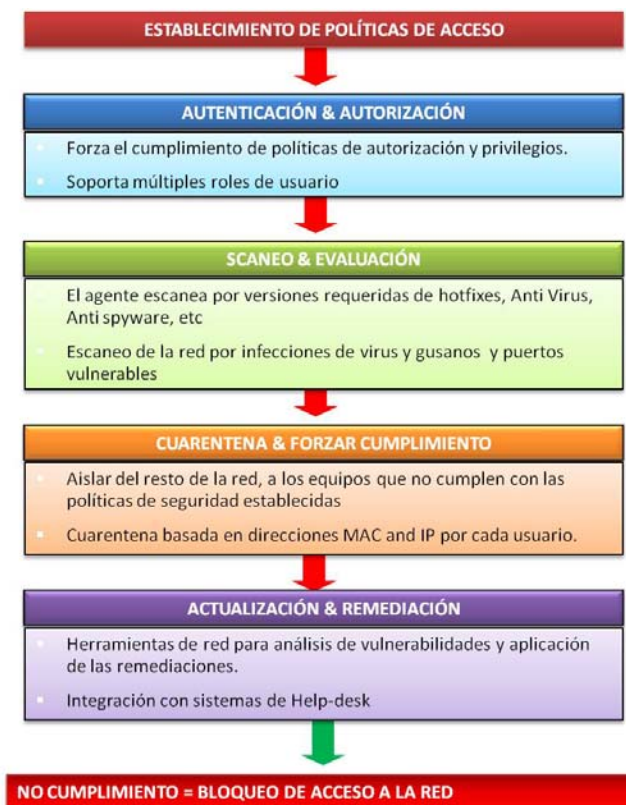 ESTABLECIMIENTO DE POLÍTICAS DE ACCESO
AUTENTICACIÓN & AUTORIZACIÓN
Forza el cumplimiento de políticas de autorización y privilegios.
Soporta múltiples roles de usuario
SCANEO & EVALUACIÓN
El agente escanea por versiones requeridas de hotfixes, Anti Virus,
Anti spyware, etc
Escaneo de la red por infecciones de virus y gusanos y puertos
vulnerables
CUARENTENA & FORZAR CUMPLIMIENTO
Aislar del resto de la red, a los equipos que no cumplen con las
políticas de seguridad establecidas
Cuarentena basada en direcciones MAC and IP por cada usuario.
ACTUALIZACIÓN & REMEDIACIÓN
Herramientas de red para análisis de vulnerabilidades y aplicación
de las remediaciones.
Integración con sistemas de Help-desk
NO CUMPLIMIENTO = BLOQUEO DE ACCESO A LA RED